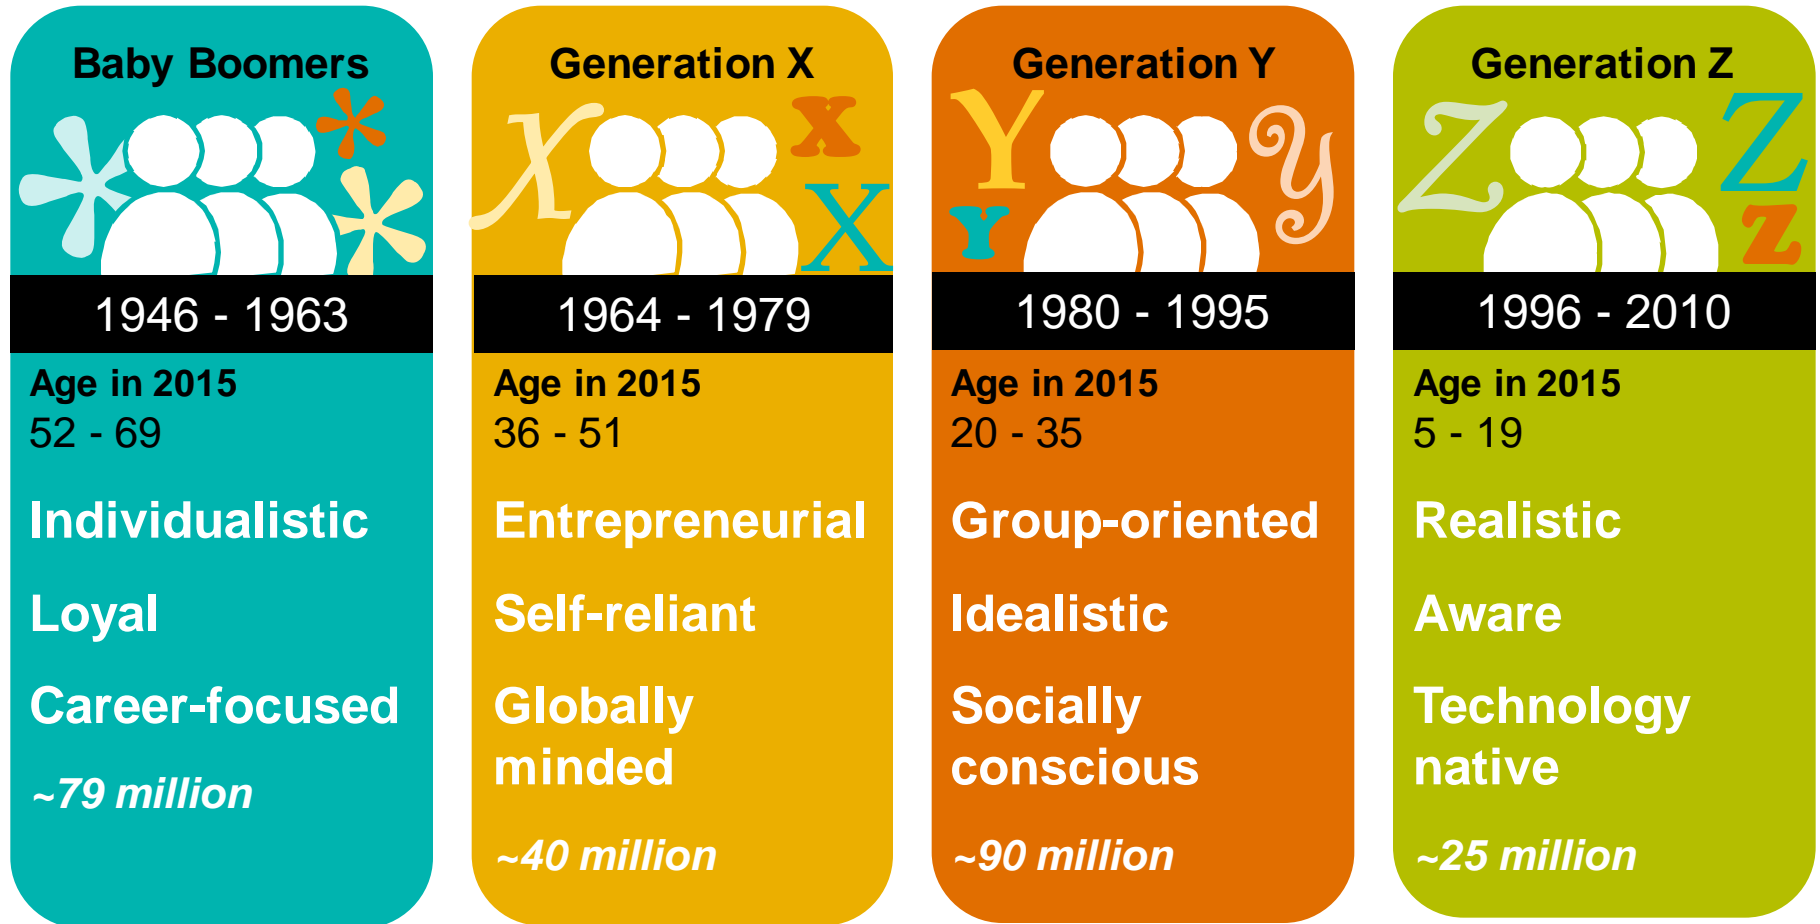 Baby Boomers
1946 - 1963
Age in 2015
52 - 69
Individualistic
Loyal
Career-focused
~79 million
Generation X
X
X
X
1964 - 1979
Age in 2015
36 - 51
Entrepreneurial
Self-reliant
Globally
minded
~40 million
Generation Y
Y
Y
Y
1980 - 1995
Age in 2015
20 - 35
Group-oriented
Idealistic
Socially
conscious
~90 million
Generation Z
Z
Z
Z
1996 - 2010
Age in 2015
5 - 19
Realistic
Aware
Technology
native
~25 million